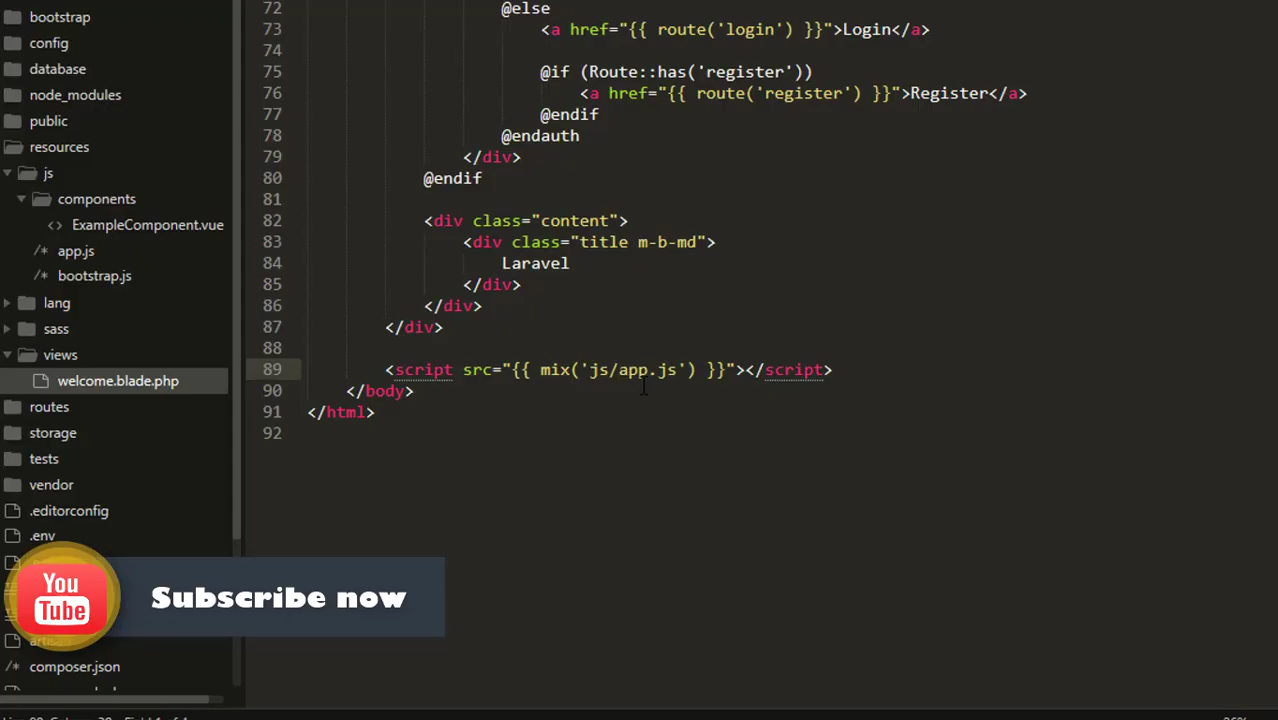 bootstrap
config
database
node_modules
public
resources
js
components
<> ExampleComponent.vue
/* app.js
/* bootstrap.js
lang
sass
views
welcome.blade.php
routes
storage
tests
vendor
.editorconfig
.env
artisan
/* composer.json
72 @else
73 <a href="{{ route('login') }}">Login</a>
74
75 @if (Route::has('register'))
76 <a href="{{ route('register') }}">Register</a>
77 @endif
78 @endauth
79 </div>
80 @endif
81
82 <div class="content">
83 <div class="title m-b-md">
84 Laravel
85 </div>
86 </div>
87 </div>
88
89 <script src="{{ mix('js/app.js') }}"></script>
90 </body>
91 </html>
92
You
Tube
Subscribe now